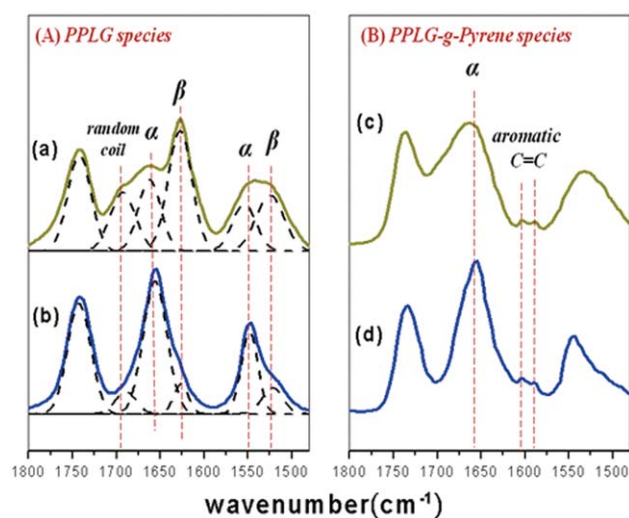 (A) PPLG species
(B) PPLG-g-Pyrene species
β
random
coil
α
α
β
(a)
(b)
α
aromatic
C=C
(c)
(d)
1800 1750 1700 1650 1600 1550 1500
1800 1750 1700 1650 1600 1550 1500
wavenumber(cm-1)